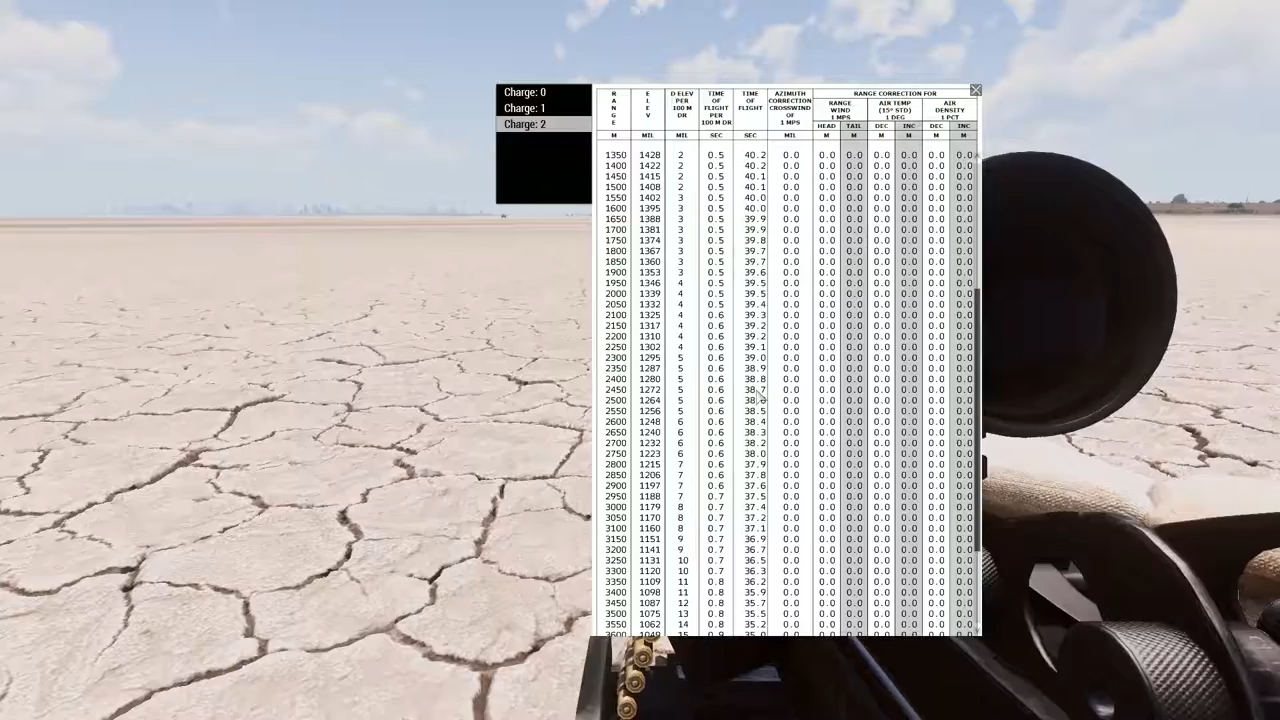 Charge: 0
Charge: 1
Charge: 2
RANGE
ELEV
D ELEV PER 100 M DR
TIME OF FLIGHT PER 100 M DR
TIME OF FLIGHT
AZIMUTH CORRECTION CROSSWIND OF 1 MPS
RANGE CORRECTION FOR
RANGE WIND 1 MPS
AIR TEMP (15° STD) 1 DEG
AIR DENSITY 1 PCT
HEAD TAIL DEC INC DEC INC
M MIL MIL SEC SEC MIL M M M M M M
1350 1428 2 0.5 40.2 0.0 0.0 0.0 0.0 0.0 0.0 0.0
1400 1422 2 0.5 40.2 0.0 0.0 0.0 0.0 0.0 0.0 0.0
1450 1415 2 0.5 40.1 0.0 0.0 0.0 0.0 0.0 0.0 0.0
1500 1408 2 0.5 40.1 0.0 0.0 0.0 0.0 0.0 0.0 0.0
1550 1402 3 0.5 40.0 0.0 0.0 0.0 0.0 0.0 0.0 0.0
1600 1395 3 0.5 40.0 0.0 0.0 0.0 0.0 0.0 0.0 0.0
1650 1388 3 0.5 39.9 0.0 0.0 0.0 0.0 0.0 0.0 0.0
1700 1381 3 0.5 39.9 0.0 0.0 0.0 0.0 0.0 0.0 0.0
1750 1374 3 0.5 39.8 0.0 0.0 0.0 0.0 0.0 0.0 0.0
1800 1367 3 0.5 39.7 0.0 0.0 0.0 0.0 0.0 0.0 0.0
1850 1360 3 0.5 39.7 0.0 0.0 0.0 0.0 0.0 0.0 0.0
1900 1353 3 0.5 39.6 0.0 0.0 0.0 0.0 0.0 0.0 0.0
1950 1346 4 0.5 39.5 0.0 0.0 0.0 0.0 0.0 0.0 0.0
2000 1339 4 0.5 39.5 0.0 0.0 0.0 0.0 0.0 0.0 0.0
2050 1332 4 0.5 39.4 0.0 0.0 0.0 0.0 0.0 0.0 0.0
2100 1325 4 0.6 39.3 0.0 0.0 0.0 0.0 0.0 0.0 0.0
2150 1317 4 0.6 39.2 0.0 0.0 0.0 0.0 0.0 0.0 0.0
2200 1310 4 0.6 39.2 0.0 0.0 0.0 0.0 0.0 0.0 0.0
2250 1302 4 0.6 39.1 0.0 0.0 0.0 0.0 0.0 0.0 0.0
2300 1295 5 0.6 39.0 0.0 0.0 0.0 0.0 0.0 0.0 0.0
2350 1287 5 0.6 38.9 0.0 0.0 0.0 0.0 0.0 0.0 0.0
2400 1280 5 0.6 38.8 0.0 0.0 0.0 0.0 0.0 0.0 0.0
2450 1272 5 0.6 38.7 0.0 0.0 0.0 0.0 0.0 0.0 0.0
2500 1264 5 0.6 0.0 0.0 0.0 0.0 0.0 0.0 0.0
2550 1256 5 0.6 38.5 0.0 0.0 0.0 0.0 0.0 0.0 0.0
2600 1248 6 0.6 38.4 0.0 0.0 0.0 0.0 0.0 0.0 0.0
2650 1240 6 0.6 38.3 0.0 0.0 0.0 0.0 0.0 0.0 0.0
2700 1232 6 0.6 38.2 0.0 0.0 0.0 0.0 0.0 0.0 0.0
2750 1223 6 0.6 38.0 0.0 0.0 0.0 0.0 0.0 0.0 0.0
2800 1215 7 0.6 37.9 0.0 0.0 0.0 0.0 0.0 0.0 0.0
2850 1206 7 0.6 37.8 0.0 0.0 0.0 0.0 0.0 0.0 0.0
2900 1197 7 0.6 37.6 0.0 0.0 0.0 0.0 0.0 0.0 0.0
2950 1188 7 0.7 37.5 0.0 0.0 0.0 0.0 0.0 0.0 0.0
3000 1179 8 0.7 37.4 0.0 0.0 0.0 0.0 0.0 0.0 0.0
3050 1170 8 0.7 37.2 0.0 0.0 0.0 0.0 0.0 0.0 0.0
3100 1160 8 0.7 37.1 0.0 0.0 0.0 0.0 0.0 0.0 0.0
3150 1151 9 0.7 36.9 0.0 0.0 0.0 0.0 0.0 0.0 0.0
3200 1141 9 0.7 36.7 0.0 0.0 0.0 0.0 0.0 0.0 0.0
3250 1131 10 0.7 36.5 0.0 0.0 0.0 0.0 0.0 0.0 0.0
3300 1120 10 0.7 36.3 0.0 0.0 0.0 0.0 0.0 0.0 0.0
3350 1109 11 0.8 36.2 0.0 0.0 0.0 0.0 0.0 0.0 0.0
3400 1098 11 0.8 35.9 0.0 0.0 0.0 0.0 0.0 0.0 0.0
3450 1087 12 0.8 35.7 0.0 0.0 0.0 0.0 0.0 0.0 0.0
3500 1075 13 0.8 35.5 0.0 0.0 0.0 0.0 0.0 0.0 0.0
3550 1062 14 0.8 35.2 0.0 0.0 0.0 0.0 0.0 0.0 0.0
3600 1049 15 0.9 35.0 0.0 0.0 0.0 0.0 0.0 0.0 0.0